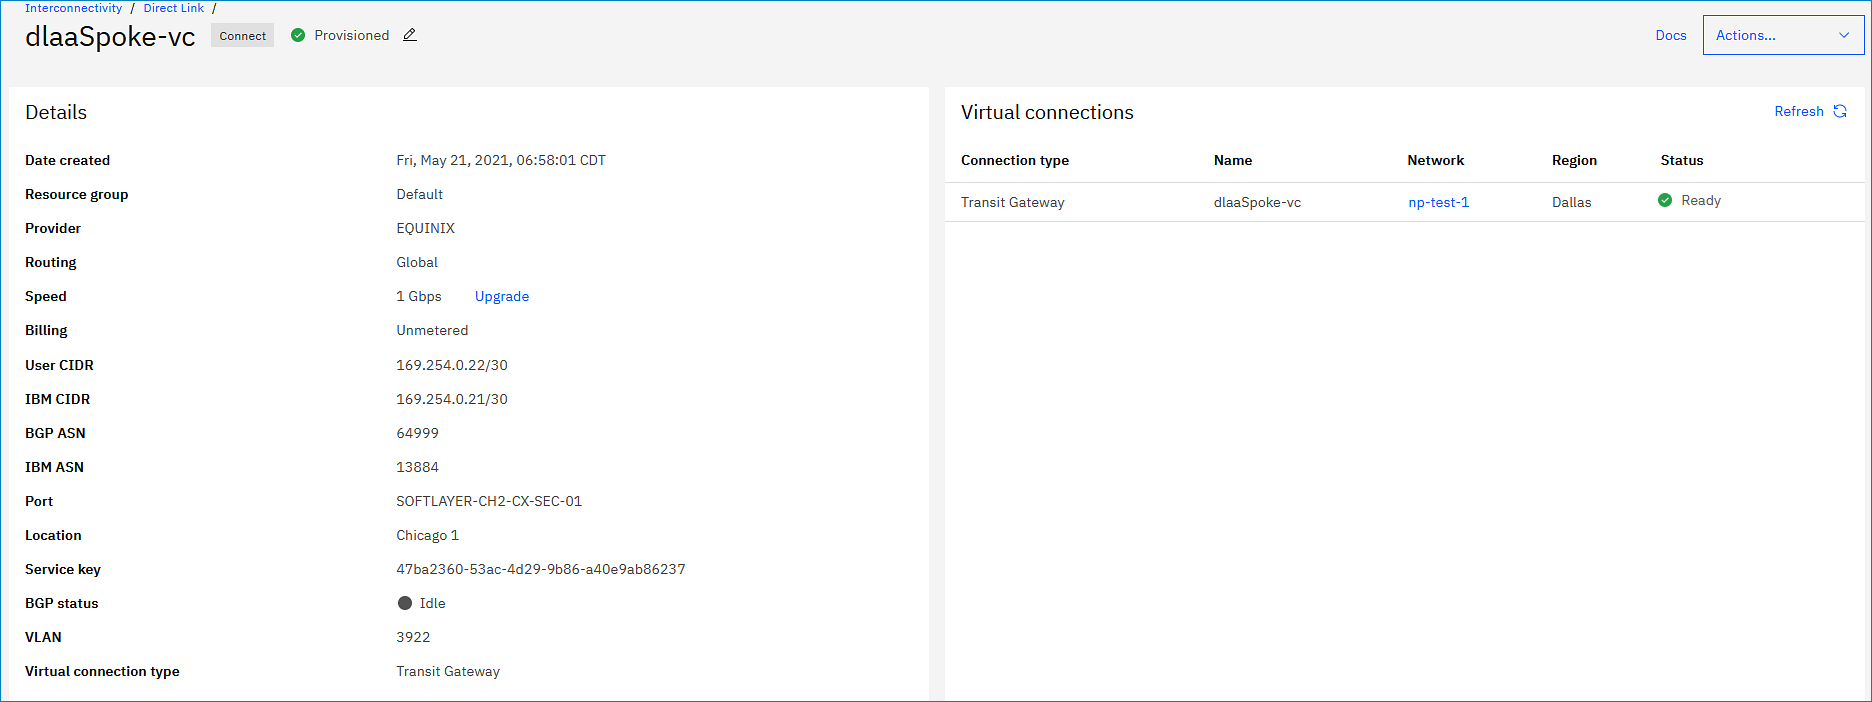 Interconnectivity / Direct Link /
dlaaSpoke-vc Connect Provisioned
Docs Actions...
Details
Date created Fri, May 21, 2021, 06:58:01 CDT
Resource group Default
Provider EQUINIX
Routing Global
Speed 1 Gbps Upgrade
Billing Unmetered
User CIDR 169.254.0.22/30
IBM CIDR 169.254.0.21/30
BGP ASN 64999
IBM ASN 13884
Port SOFTLAYER-CH2-CX-SEC-01
Location Chicago 1
Service key 47ba2360-53ac-4d29-9b86-a40e9ab86237
BGP status Idle
VLAN 3922
Virtual connection type Transit Gateway
Virtual connections Refresh
Connection type Name Network Region Status
Transit Gateway dlaaSpoke-vc np-test-1 Dallas Ready